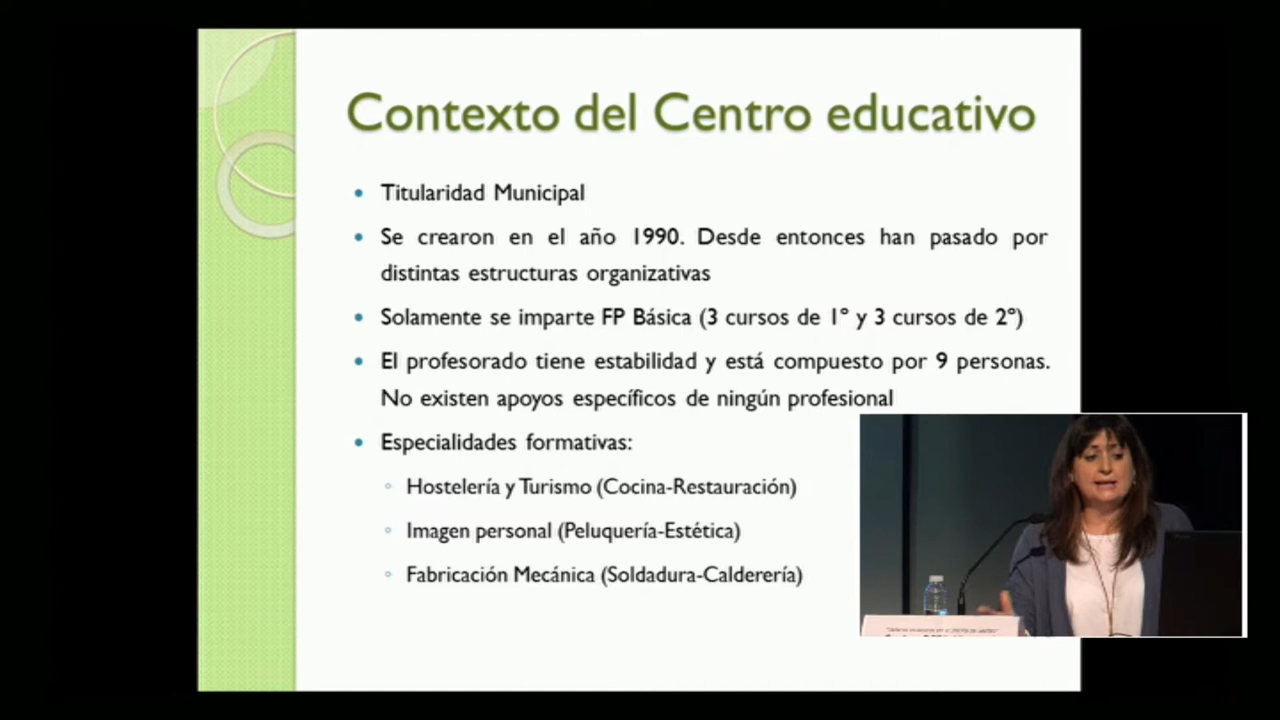 Contexto del Centro educativo
• Titularidad Municipal
• Se crearon en el año 1990. Desde entonces han pasado por
distintas estructuras organizativas
• Solamente se imparte FP Básica (3 cursos de 1º y 3 cursos de 2º)
• El profesorado tiene estabilidad y está compuesto por 9 personas.
No existen apoyos específicos de ningún profesional
• Especialidades formativas:
◦ Hostelería y Turismo (Cocina-Restauración)
◦ Imagen personal (Peluquería-Estética)
◦ Fabricación Mecánica (Soldadura-Calderería)